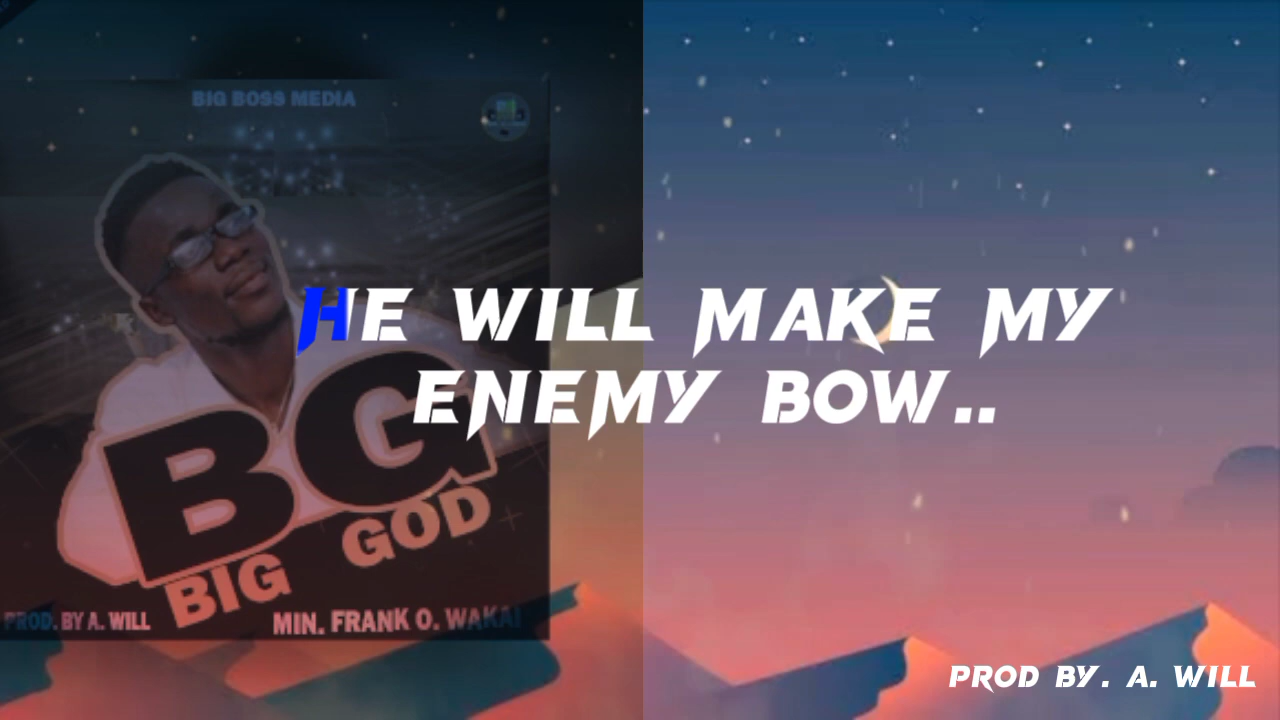 BIG BOSS MEDIA
HE WILL MAKE MY
ENEMY BOW..
BG
BIG GOD
PROD. BY A. WILL
MIN. FRANK O. WAKAI
PROD BY. A. WILL